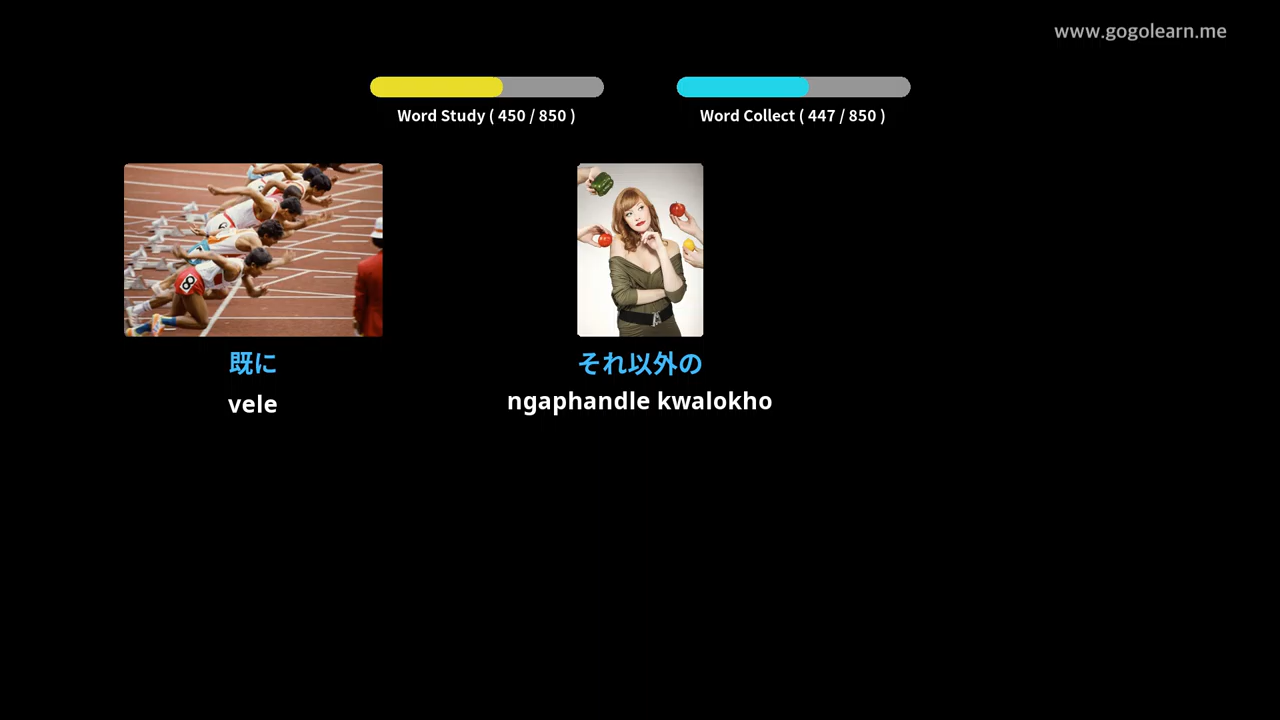 www.gogolearn.me
Word Study ( 450 / 850 )
Word Collect ( 447 / 850 )
8
既に
vele
それ以外の
ngaphandle kwalokho